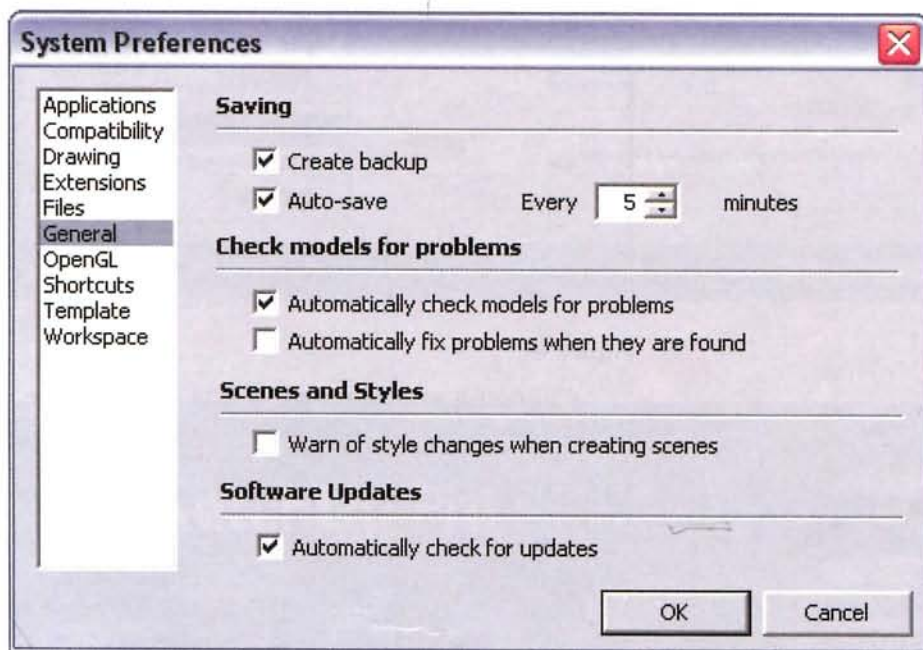 System Preferences
Applications
Compatibility
Drawing
Extensions
Files
General
OpenGL
Shortcuts
Template
Workspace
Saving
Create backup
Auto-save Every 5 minutes
Check models for problems
Automatically check models for problems
Automatically fix problems when they are found
Scenes and Styles
Warn of style changes when creating scenes
Software Updates
Automatically check for updates
OK Cancel